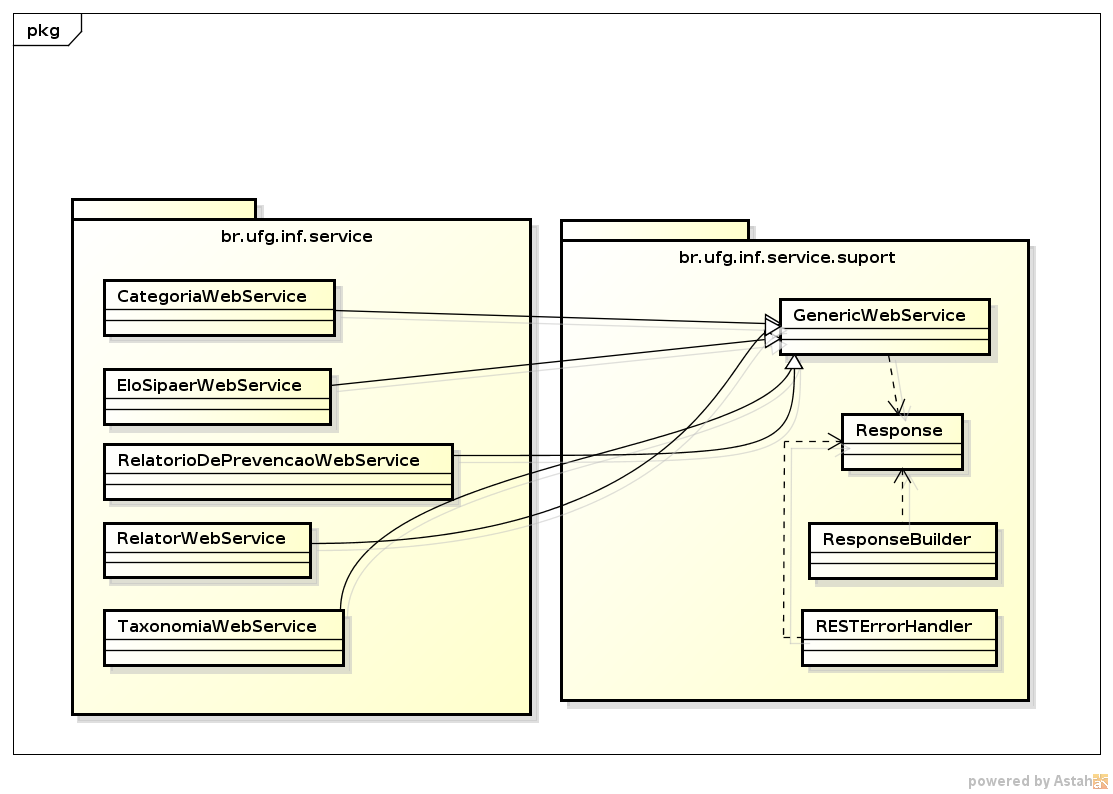 pkg
br.ufg.inf.service
CategoriaWebService
EloSipaerWebService
RelatorioDePrevencaoWebService
RelatorWebService
TaxonomiaWebService
br.ufg.inf.service.suport
GenericWebService
Response
ResponseBuilder
RESTErrorHandler
powered by Astah